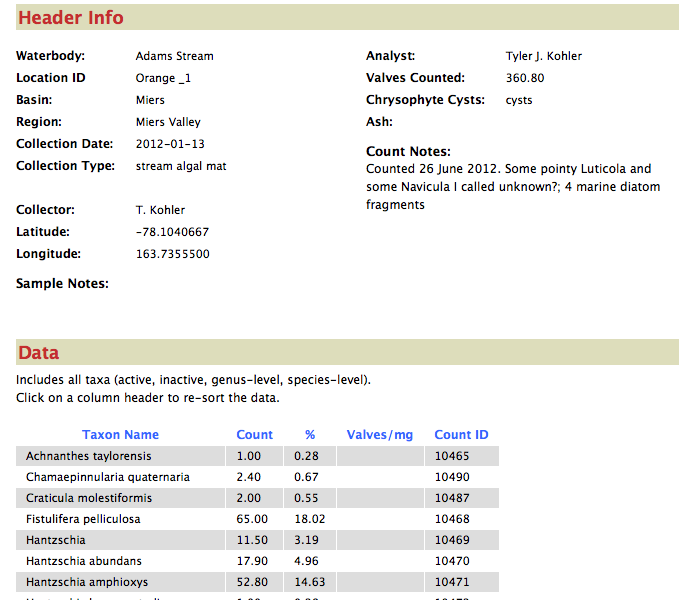 Header Info
Waterbody: Adams Stream
Location ID Orange _1
Basin: Miers
Region: Miers Valley
Collection Date: 2012-01-13
Collection Type: stream algal mat
Collector: T. Kohler
Latitude: -78.1040667
Longitude: 163.7355500
Sample Notes:
Analyst: Tyler J. Kohler
Valves Counted: 360.80
Chrysophyte Cysts: cysts
Ash:
Count Notes:
Counted 26 June 2012. Some pointy Luticola and
some Navicula I called unknown?; 4 marine diatom
fragments
Data
Includes all taxa (active, inactive, genus-level, species-level).
Click on a column header to re-sort the data.
Taxon Name Count % Valves/mg Count ID
Achnanthes taylorensis 1.00 0.28 10465
Chamaepinnularia quaternaria 2.40 0.67 10490
Craticula molestiformis 2.00 0.55 10487
Fistulifera pelliculosa 65.00 18.02 10468
Hantzschia 11.50 3.19 10469
Hantzschia abundans 17.90 4.96 10470
Hantzschia amphioxys 52.80 14.63 10471